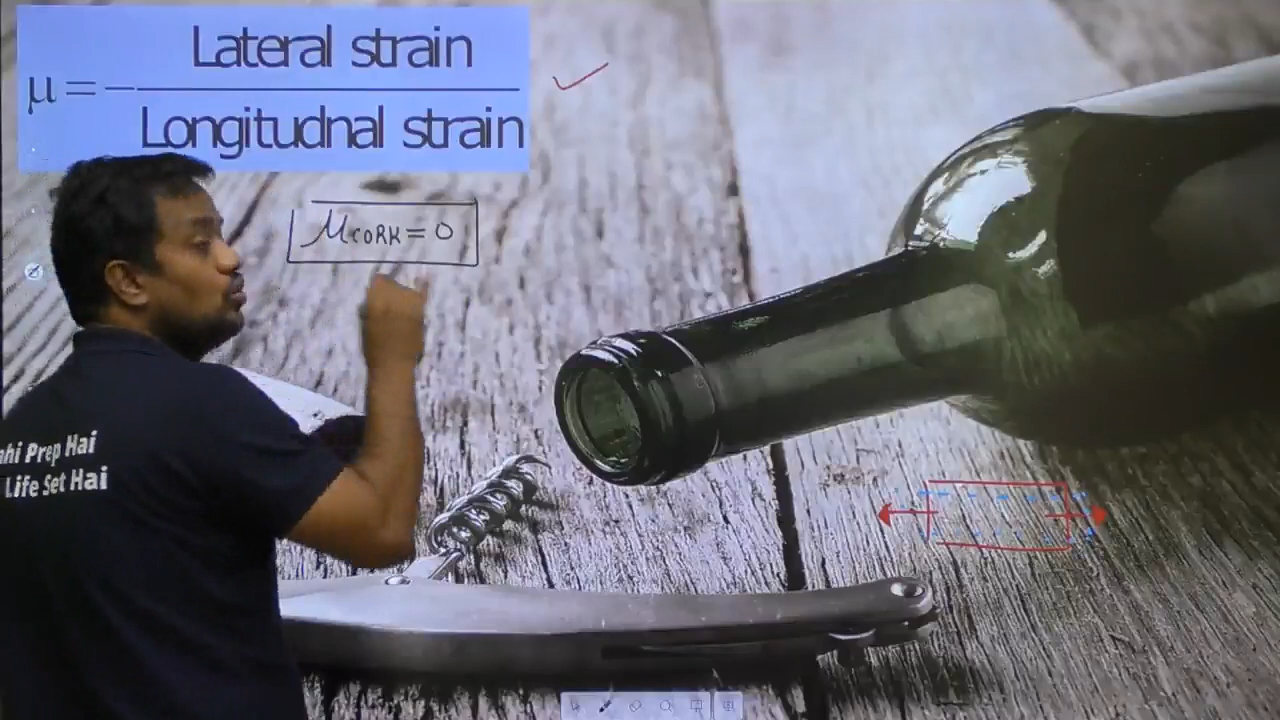 μ = - Lateral strain
Longitudnal strain
μCORK = 0
hi Prep Hai
Life Set Hai